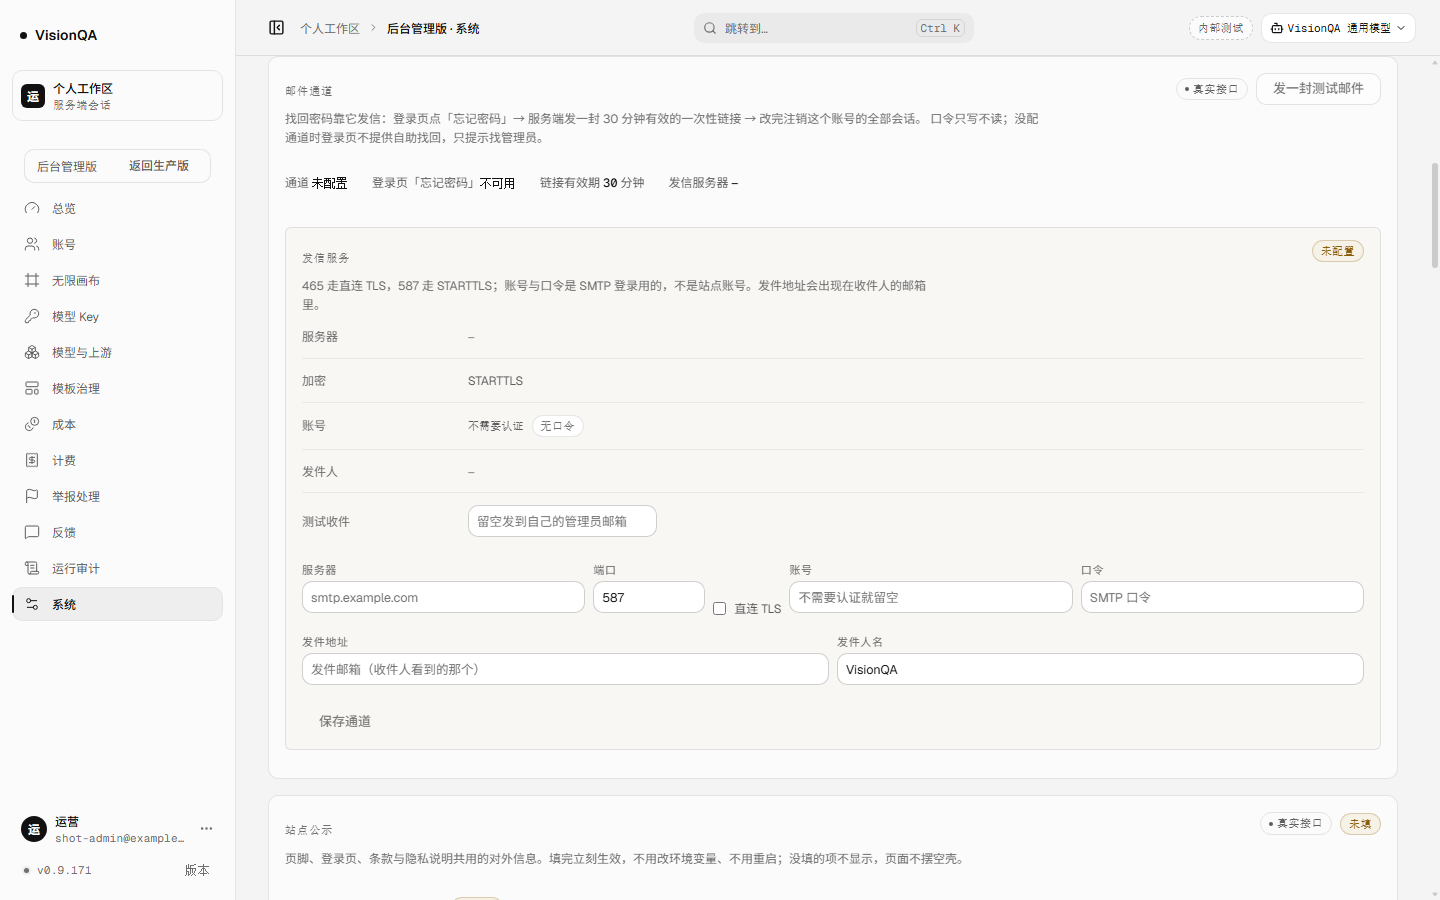 VisionQA
运
个人工作区
服务端会话
后台管理版
返回生产版
总览
账号
无限画布
模型 Key
模型与上游
模板治理
成本
计费
举报处理
反馈
运行审计
系统
运
运营
shot-admin@example…
v0.9.171
版本
个人工作区
后台管理版 · 系统
跳转到…
Ctrl K
内部测试
VisionQA 通用模型
邮件通道
真实接口
发一封测试邮件
找回密码靠它发信：登录页点「忘记密码」→ 服务端发一封 30 分钟有效的一次性链接 → 改完注销这个账号的全部会话。 口令只写不读；没配
通道时登录页不提供自助找回，只提示找管理员。
通道 未配置
登录页「忘记密码」不可用
链接有效期 30 分钟
发信服务器 –
发信服务
未配置
465 走直连 TLS，587 走 STARTTLS；账号与口令是 SMTP 登录用的，不是站点账号。发件地址会出现在收件人的邮箱
里。
服务器
–
加密
STARTTLS
账号
不需要认证
无口令
发件人
–
测试收件
留空发到自己的管理员邮箱
服务器
端口
账号
口令
smtp.example.com
587
直连 TLS
不需要认证就留空
SMTP 口令
发件地址
发件人名
发件邮箱（收件人看到的那个）
VisionQA
保存通道
站点公示
真实接口
未填
页脚、登录页、条款与隐私说明共用的对外信息。填完立刻生效，不用改环境变量、不用重启；没填的项不显示，页面不摆空壳。